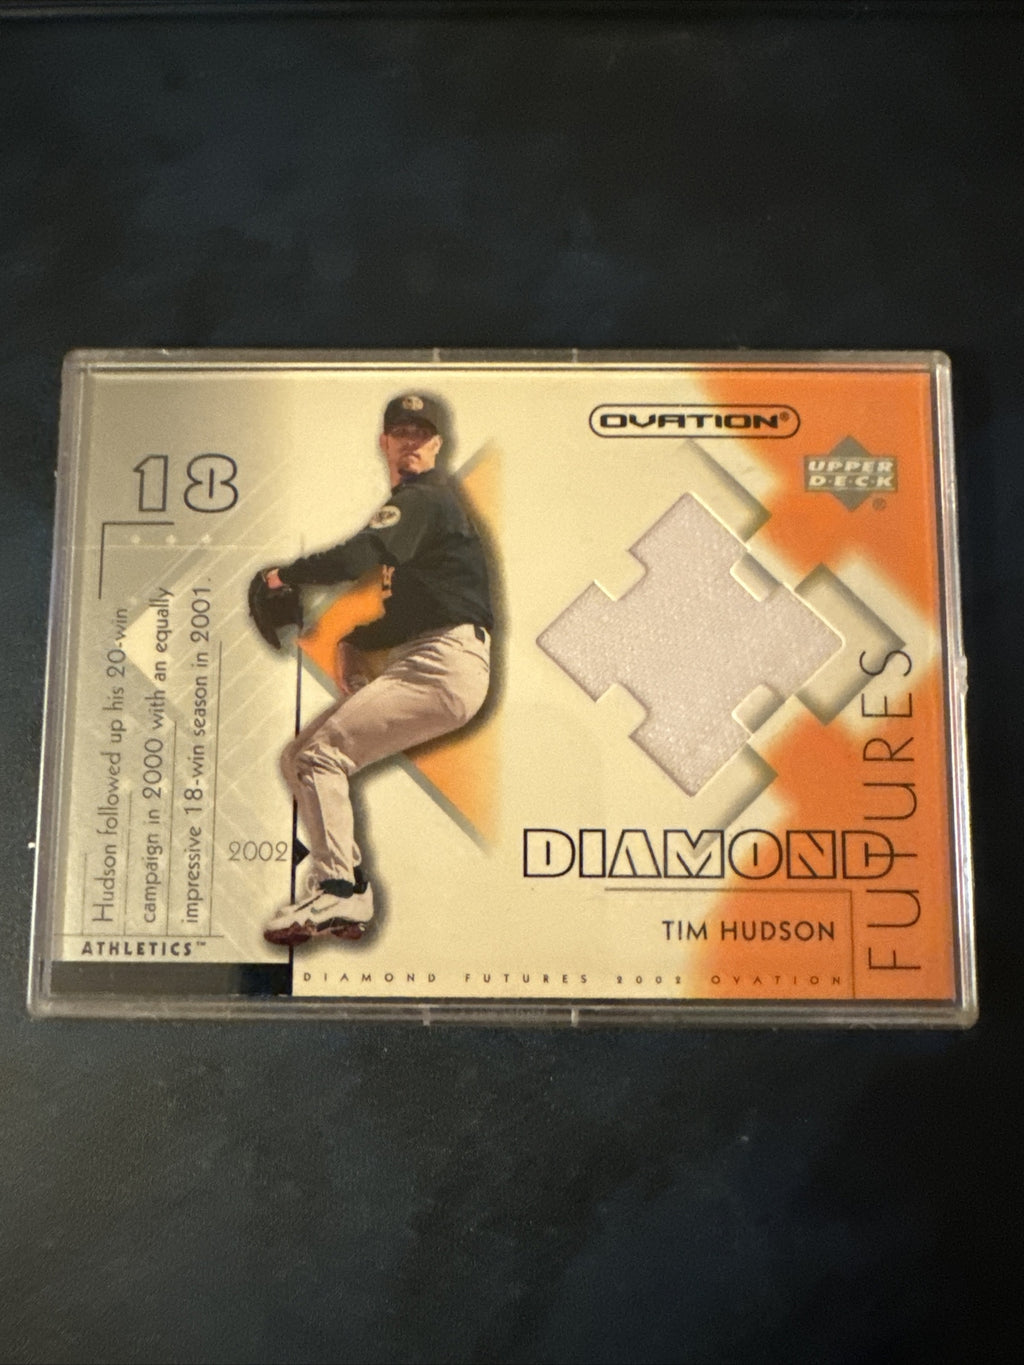 OVATION®
UPPER
D·E·C·K
®
18
Hudson followed up his 20-win
campaign in 2000 with an equally
impressive 18-win season in 2001.
2002
ATHLETICS™
DIAMOND
FUTURES
TIM HUDSON
DIAMOND FUTURES 2002 OVATION